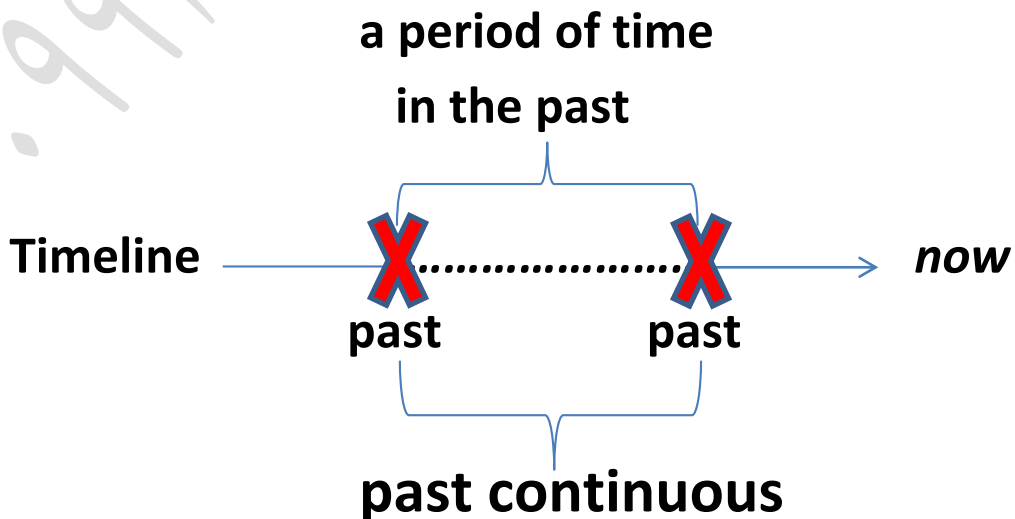 a period of time
in the past
Timeline now
past past
past continuous